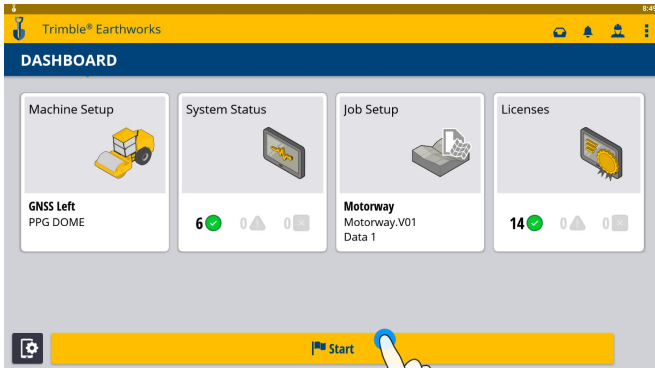 8:49
Trimble® Earthworks
DASHBOARD
Machine Setup
GNSS Left
PPG DOME
System Status
6 0 0
Job Setup
Motorway
Motorway.V01
Data 1
Licenses
14 0 0
Start